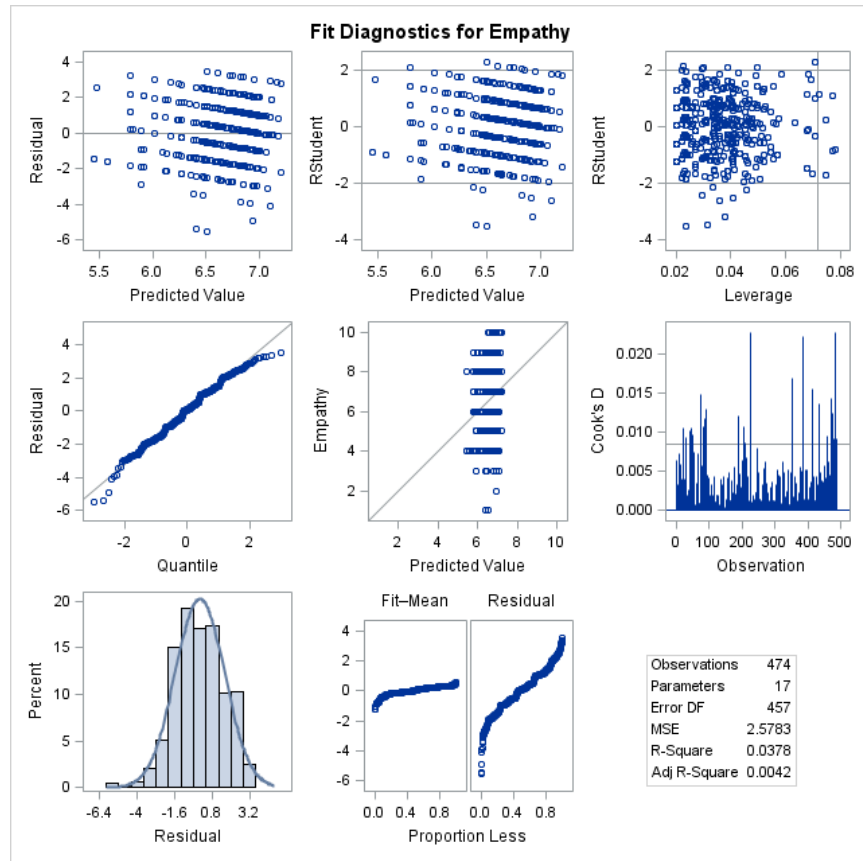 Fit Diagnostics for Empathy
4
2
0
-2
-4
-6
Residual
5.5 6.0 6.5 7.0
Predicted Value
2
0
-2
-4
RStudent
5.5 6.0 6.5 7.0
Predicted Value
2
0
-2
-4
RStudent
0.02 0.04 0.06 0.08
Leverage
4
2
0
-2
-4
-6
Residual
-2 0 2
Quantile
10
8
6
4
2
Empathy
2 4 6 8 10
Predicted Value
0.020
0.015
0.010
0.005
0.000
Cook's D
0 100 200 300 400 500
Observation
20
15
10
5
0
Percent
-6.4 -4 -1.6 0.8 3.2
Residual
Fit–Mean Residual
4
2
0
-2
-4
-6
0.0 0.8 0.0 0.8
Proportion Less
Observations 474
Parameters 17
Error DF 457
MSE 2.5783
R-Square 0.0378
Adj R-Square 0.0042